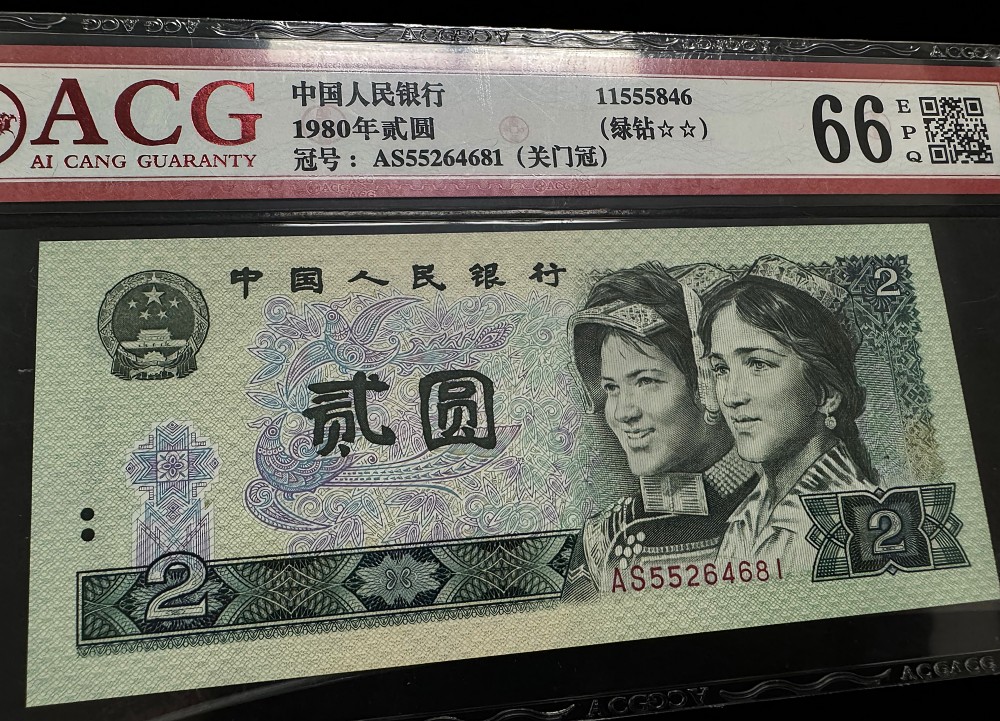 ACG
AI CANG GUARANTY
中国人民银行
11555846
1980年贰圆
(绿钻☆☆)
冠号：AS55264681（关门冠）
66
E
P
Q
中国人民银行
2
贰圆
2
2
AS55264681
ACG ACG